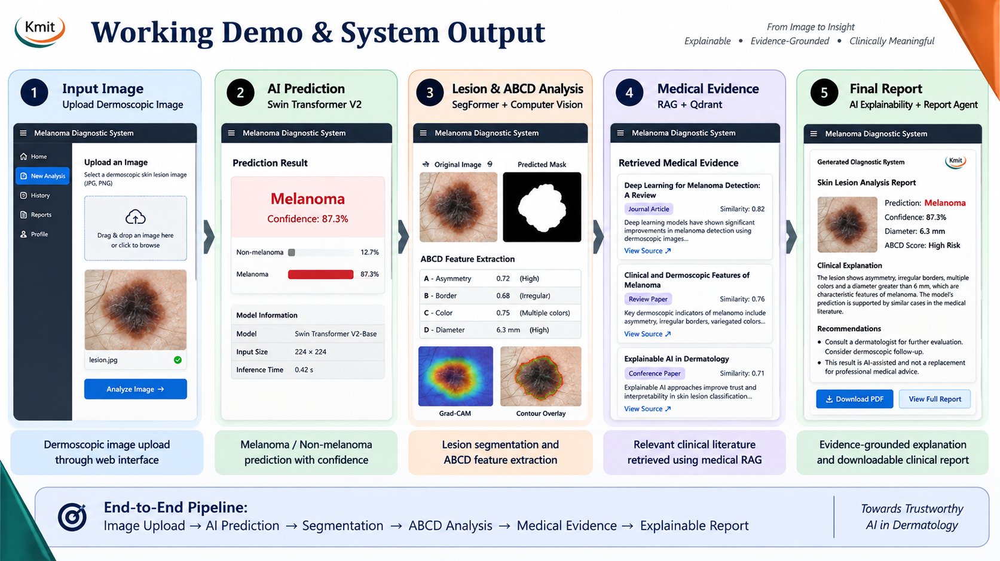 Kmit
Working Demo & System Output
From Image to Insight
Explainable • Evidence-Grounded • Clinically Meaningful
1
Input Image
Upload Dermoscopic Image
Melanoma Diagnostic System
Home
New Analysis
History
Reports
Profile
Upload an Image
Select a dermoscopic skin lesion image
(JPG, PNG)
Drag & drop an image here
or click to browse
lesion.jpg
Analyze Image →
Dermoscopic image upload
through web interface
2
AI Prediction
Swin Transformer V2
Melanoma Diagnostic System
Prediction Result
Melanoma
Confidence: 87.3%
Non-melanoma 12.7%
Melanoma 87.3%
Model Information
Model Swin Transformer V2-Base
Input Size 224 × 224
Inference Time 0.42 s
Melanoma / Non-melanoma
prediction with confidence
3
Lesion & ABCD Analysis
SegFormer + Computer Vision
Melanoma Diagnostic System
Original Image Predicted Mask
ABCD Feature Extraction
A - Asymmetry 0.72 (High)
B - Border 0.68 (Irregular)
C - Color 0.75 (Multiple colors)
D - Diameter 6.3 mm (High)
Grad-CAM Contour Overlay
Lesion segmentation and
ABCD feature extraction
4
Medical Evidence
RAG + Qdrant
Melanoma Diagnostic System
Retrieved Medical Evidence
Deep Learning for Melanoma Detection:
A Review
Journal Article Similarity: 0.82
Deep learning models have shown significant
improvements in melanoma detection using
dermoscopic images...
View Source ↗
Clinical and Dermoscopic Features of
Melanoma
Review Paper Similarity: 0.76
Key dermoscopic indicators of melanomo include
asymmetry, irregular borders, variegated colors...
View Source ↗
Explainable AI in Dermatology
Conference Paper Similarity: 0.71
Explainable AI approaches improve trust and
interpretability in skin lesion classification...
View Source ↗
Relevant clinical literature
retrieved using medical RAG
5
Final Report
AI Explainability + Report Agent
Melanoma Diagnostic System
Generated Diagnostic Rystem
Kmit
Skin Lesion Analysis Report
Prediction: Melanoma
Confidence: 87.3%
Diameter: 6.3 mm
ABCD Score: High Risk
Clinical Explanation
The lesion shows asymmetry, irregular borders, multiple
colors and a diameter greater than 6 mm, which are
characteristic features of melanoma. The model's
prediction is supported by similar cases in the medical
literature.
Recommendations
• Consult a dermatologist for further evaluation.
Consider dermoscopic follow-up.
• This result is AI-assisted and not a replacement
for professional medical advice.
Download PDF
View Full Report
Evidence-grounded explanation
and downloadable clinical report
End-to-End Pipeline:
Image Upload → AI Prediction → Segmentation → ABCD Analysis → Medical Evidence → Explainable Report
Towards Trustworthy
AI in Dermatology